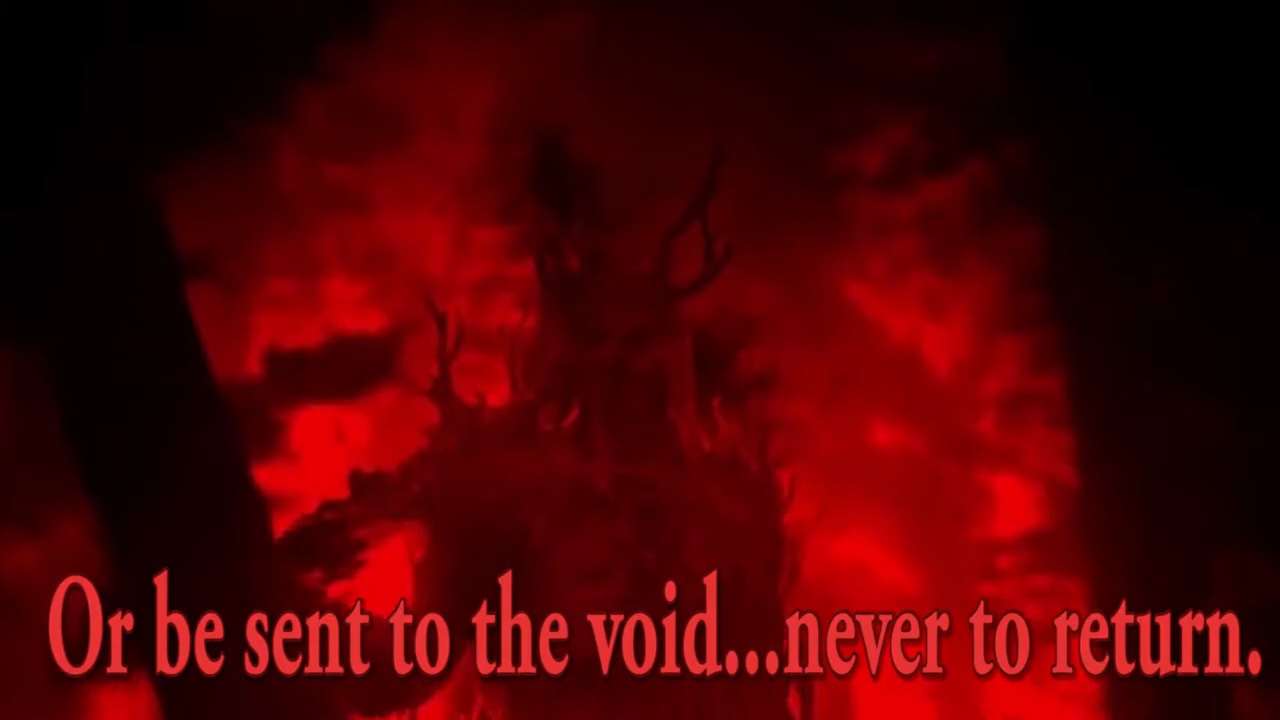 Or be sent to the void...never to return.